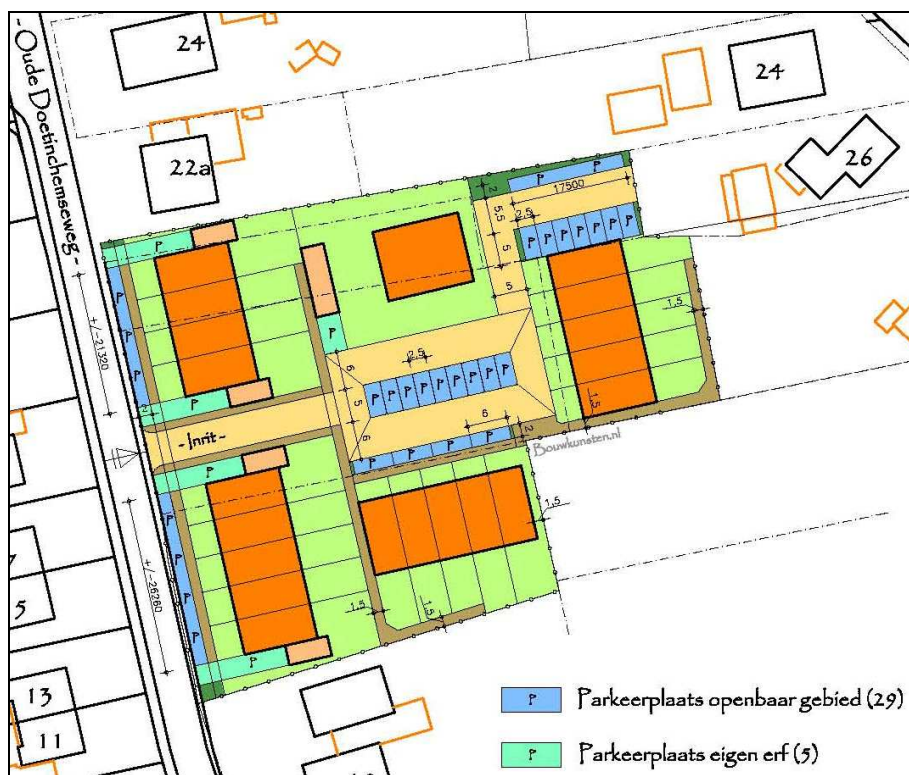 - Oude Doetinchemseweg -
24
22a
24
26
P P
17500
2
5,5
2,5
5
P P P P P P P
5
1,5
P
P
P
P
P
+/-21320
2
P
P
6
2,5
5
P P P P P P P P P
6
6
2
P P P P
1,5
Bouwkunsten.nl
- Inrit -
P
P
P
P
P
+/-26260
P
1,5
1,5
1,5
5
13
11
P Parkeerplaats openbaar gebied (29)
P Parkeerplaats eigen erf (5)